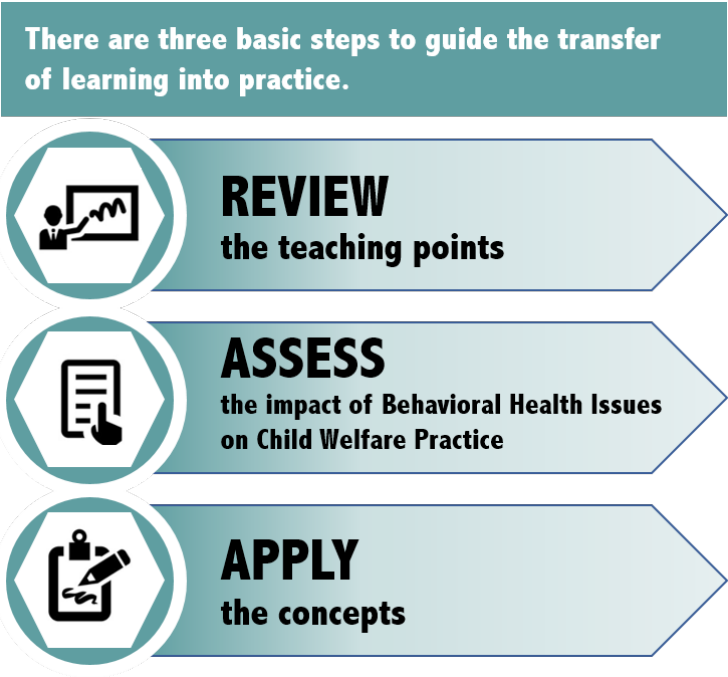 There are three basic steps to guide the transfer
of learning into practice.
REVIEW
the teaching points
ASSESS
the impact of Behavioral Health Issues
on Child Welfare Practice
APPLY
the concepts